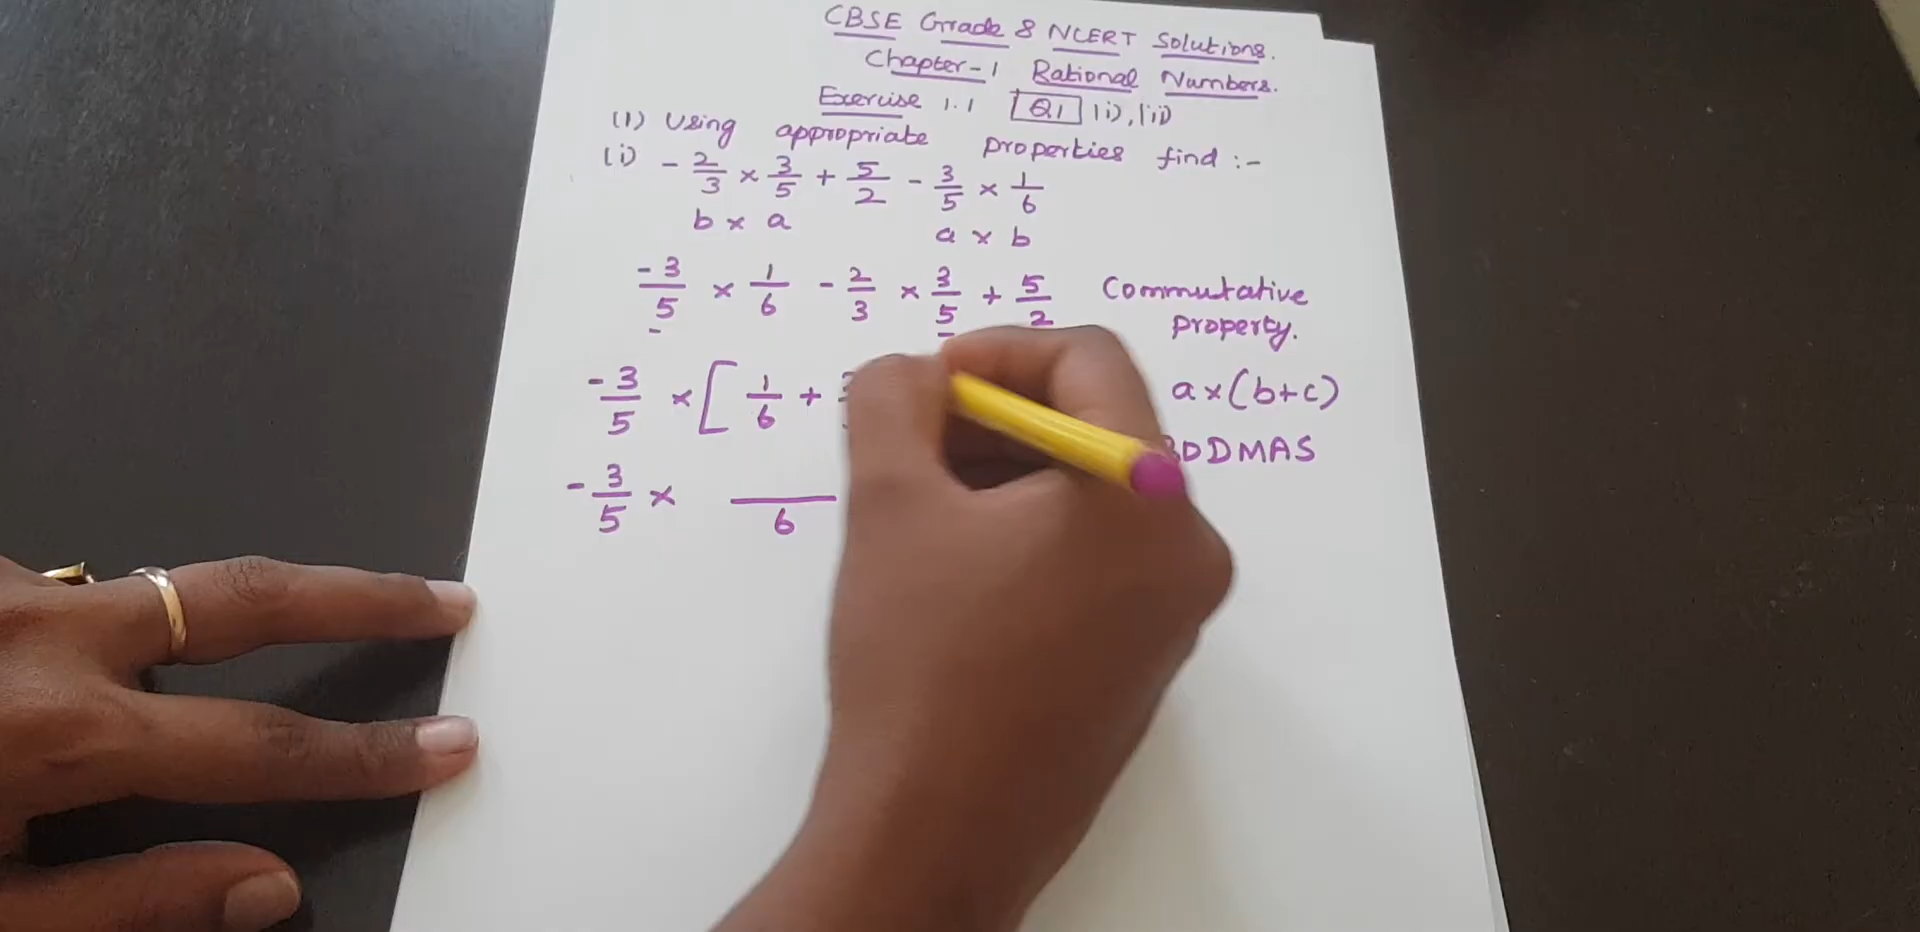 CBSE Grade 8 NCERT Solutions.
Chapter-1 Rational Numbers.
Exercise 1.1 Q1 (i), (ii)
(1) Using appropriate properties find :-
(i) - 2/3 × 3/5 + 5/2 - 3/5 × 1/6
b × a a × b
-3/5 × 1/6 - 2/3 × 3/5 + 5/2 Commutative
property.
-3/5 × [ 1/6 + a×(b+c)
BODMAS
- 3/5 × /6